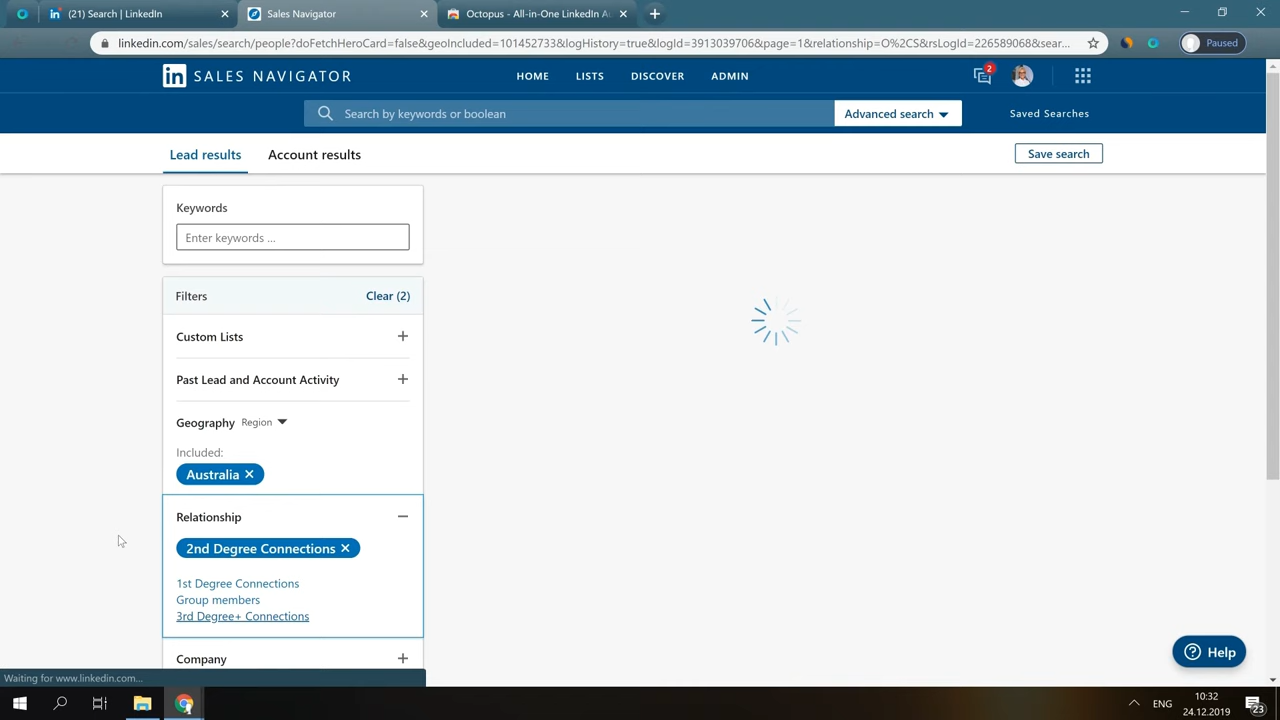 (21) Search | LinkedIn
Sales Navigator
Octopus - All-in-One LinkedIn Au
linkedin.com/sales/search/people?doFetchHeroCard=false&geoIncluded=101452733&logHistory=true&logId=3913039706&page=1&relationship=O%2CS&rsLogId=226589068&sear...
Paused
in SALES NAVIGATOR
HOME
LISTS
DISCOVER
ADMIN
2
Search by keywords or boolean
Advanced search
Saved Searches
Lead results
Account results
Save search
Keywords
Enter keywords ...
Filters
Clear (2)
Custom Lists
Past Lead and Account Activity
Geography Region
Included:
Australia
Relationship
2nd Degree Connections
1st Degree Connections
Group members
3rd Degree+ Connections
Company
Help
Waiting for www.linkedin.com...
ENG
10:32
24.12.2019
23